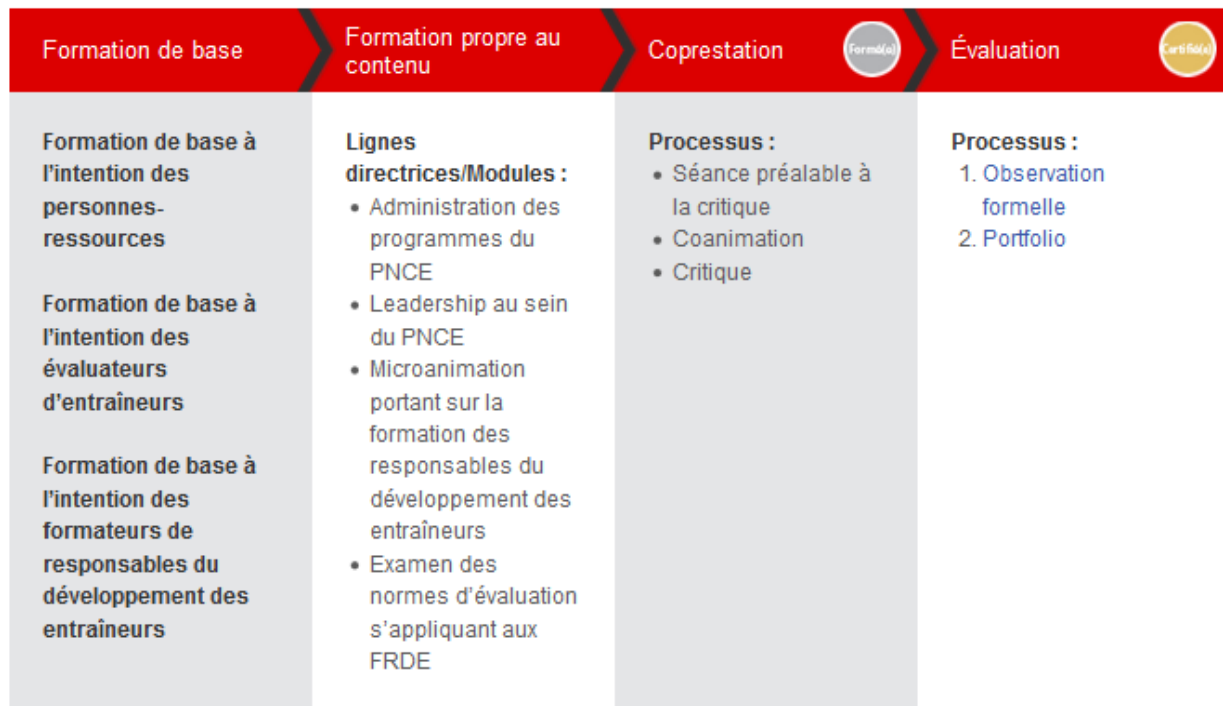 Formation de base
Formation propre au
contenu
Coprestation
Formé(e)
Évaluation
Certifié(e)
Formation de base à
l'intention des
personnes-
ressources
Formation de base à
l'intention des
évaluateurs
d'entraîneurs
Formation de base à
l'intention des
formateurs de
responsables du
développement des
entraîneurs
Lignes
directrices/Modules :
• Administration des
programmes du
PNCE
• Leadership au sein
du PNCE
• Microanimation
portant sur la
formation des
responsables du
développement des
entraîneurs
• Examen des
normes d'évaluation
s'appliquant aux
FRDE
Processus :
• Séance préalable à
la critique
• Coanimation
• Critique
Processus :
1. Observation
formelle
2. Portfolio